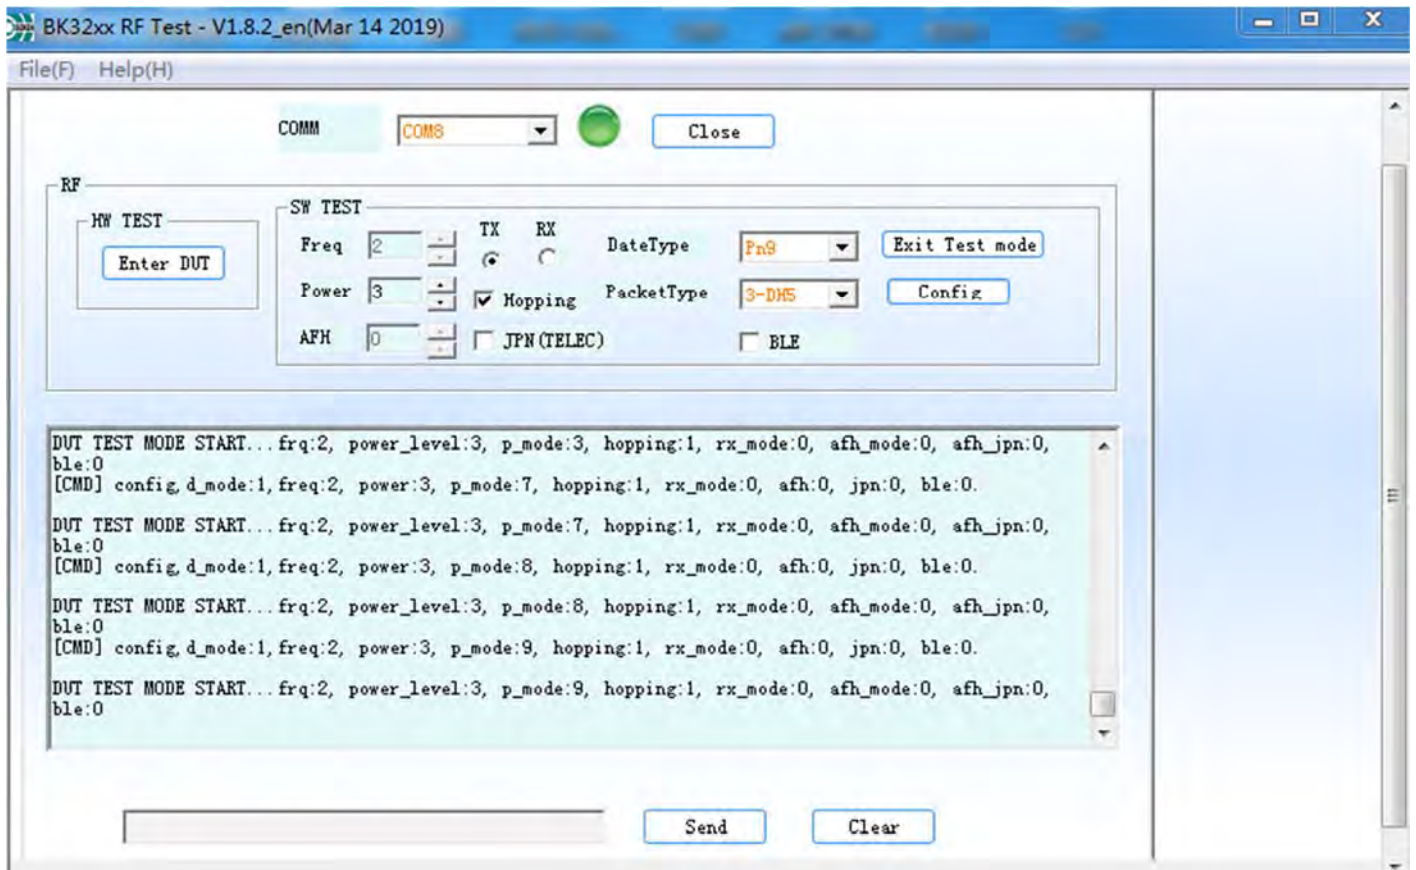 BK32xx RF Test - V1.8.2_en(Mar 14 2019)
File(F) Help(H)
COMM COM8 Close
RF
HW TEST
Enter DUT
SW TEST
Freq 2 TX RX DateType Pn9 Exit Test mode
Power 3 Hopping PacketType 3-DH5 Config
AFH 0 JPN(TELEC) BLE
DUT TEST MODE START...frq:2, power_level:3, p_mode:3, hopping:1, rx_mode:0, afh_mode:0, afh_jpn:0,
ble:0
[CMD] config,d_mode:1,freq:2, power:3, p_mode:7, hopping:1, rx_mode:0, afh:0, jpn:0, ble:0.
DUT TEST MODE START...frq:2, power_level:3, p_mode:7, hopping:1, rx_mode:0, afh_mode:0, afh_jpn:0,
ble:0
[CMD] config,d_mode:1,freq:2, power:3, p_mode:8, hopping:1, rx_mode:0, afh:0, jpn:0, ble:0.
DUT TEST MODE START...frq:2, power_level:3, p_mode:8, hopping:1, rx_mode:0, afh_mode:0, afh_jpn:0,
ble:0
[CMD] config,d_mode:1,freq:2, power:3, p_mode:9, hopping:1, rx_mode:0, afh:0, jpn:0, ble:0.
DUT TEST MODE START...frq:2, power_level:3, p_mode:9, hopping:1, rx_mode:0, afh_mode:0, afh_jpn:0,
ble:0
Send Clear